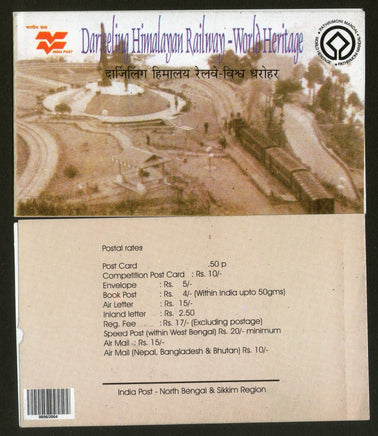 भारतीय डाक
INDIA POST
Darjeeling Himalayan Railway - World Heritage
दार्जिलिंग हिमालय रेलवे-विश्व धरोहर
Postal rates
Post Card .50 p
Competition Post Card : Rs. 10/-
Envelope : Rs. 5/-
Book Post : Rs. 4/- (Within India upto 50gms)
Air Letter : Rs. 15/-
Inland letter : Rs. 2.50
Reg. Fee : Rs. 17/- (Excluding postage)
Speed Post (within West Bengal) Rs. 20/- minimum
Air Mail : Rs. 15/-
Air Mail (Nepal, Bangladesh & Bhutan) Rs. 10/-
India Post - North Bengal & Sikkim Region